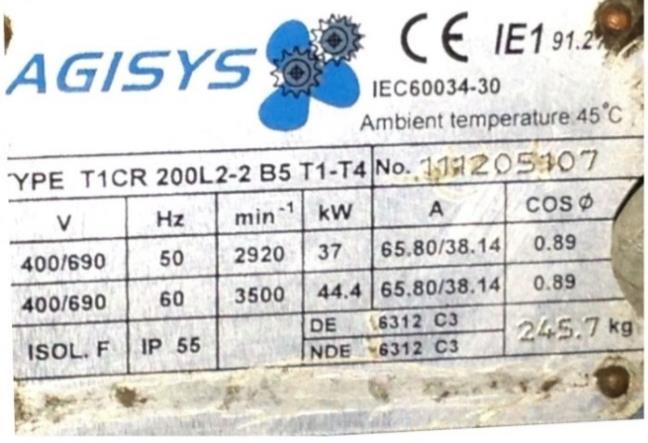 AGISYS CE IE1 91.2
IEC60034-30
Ambient temperature 45°C
YPE T1CR 200L2-2 B5 T1-T4 No. 111205107
V Hz min⁻¹ kW A COS Ø
400/690 50 2920 37 65.80/38.14 0.89
400/690 60 3500 44.4 65.80/38.14 0.89
ISOL. F IP 55 DE 6312 C3 245.7 kg
NDE 6312 C3